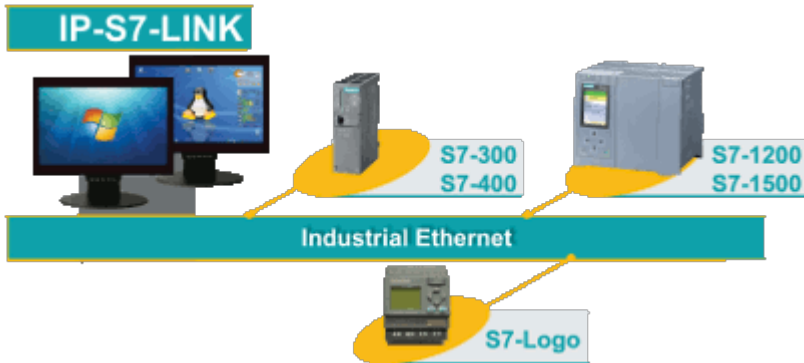 IP-S7-LINK
S7-300
S7-400
S7-1200
S7-1500
Industrial Ethernet
S7-Logo